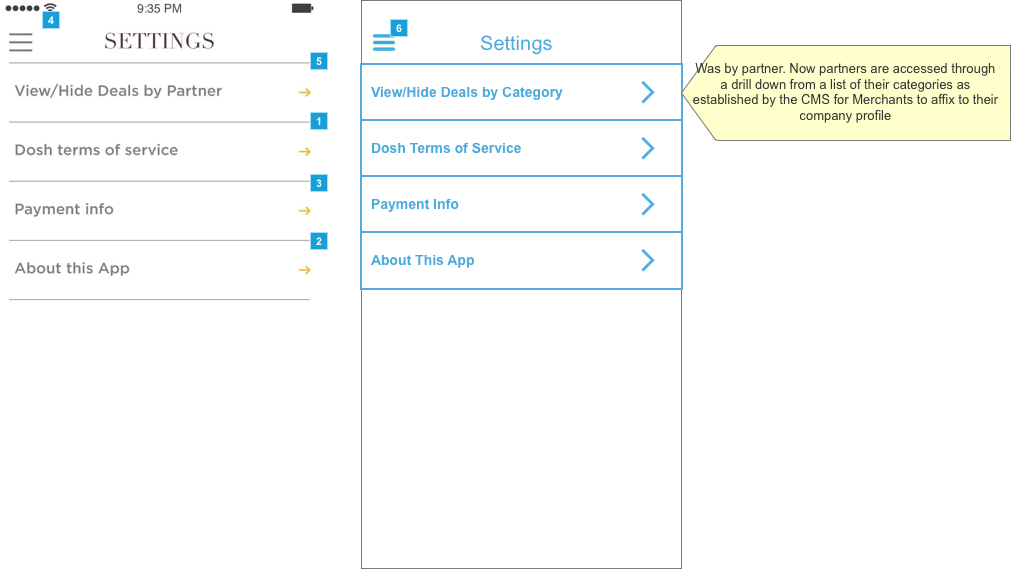 9:35 PM
4
SETTINGS
5
View/Hide Deals by Partner
1
Dosh terms of service
3
Payment info
2
About this App
6
Settings
View/Hide Deals by Category
Dosh Terms of Service
Payment Info
About This App
Was by partner. Now partners are accessed through
a drill down from a list of their categories as
established by the CMS for Merchants to affix to their
company profile